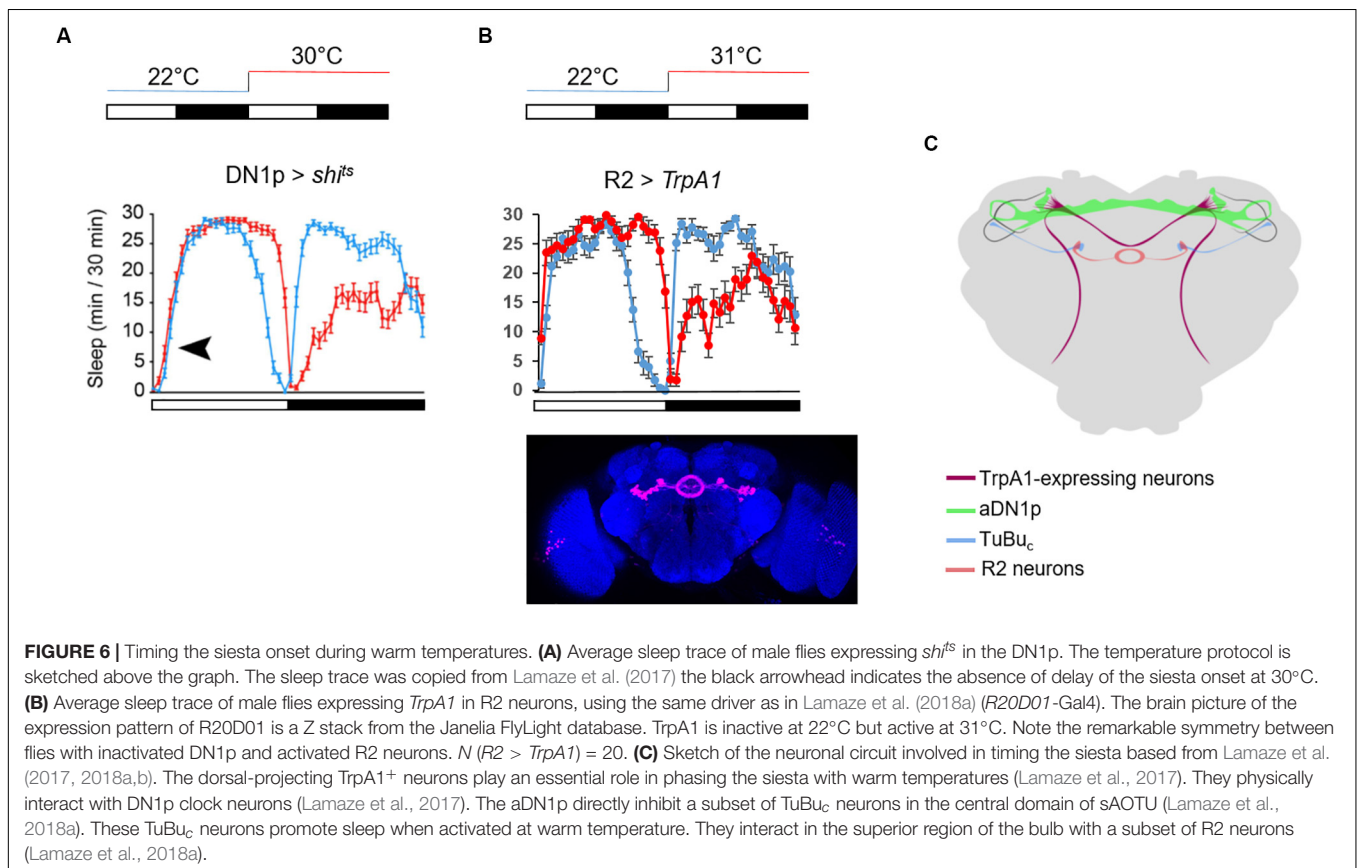 A
B
30°C
22°C
31°C
22°C
C
DN1p > shiᵗˢ
R2 > TrpA1
Sleep (min / 30 min)
30
25
20
15
10
5
0
30
25
20
15
10
5
0
TrpA1-expressing neurons
aDN1p
TuBuc
R2 neurons
FIGURE 6 | Timing the siesta onset during warm temperatures. (A) Average sleep trace of male flies expressing shiᵗˢ in the DN1p. The temperature protocol is
sketched above the graph. The sleep trace was copied from Lamaze et al. (2017) the black arrowhead indicates the absence of delay of the siesta onset at 30°C.
(B) Average sleep trace of male flies expressing TrpA1 in R2 neurons, using the same driver as in Lamaze et al. (2018a) (R20D01-Gal4). The brain picture of the
expression pattern of R20D01 is a Z stack from the Janelia FlyLight database. TrpA1 is inactive at 22°C but active at 31°C. Note the remarkable symmetry between
flies with inactivated DN1p and activated R2 neurons. N (R2 > TrpA1) = 20. (C) Sketch of the neuronal circuit involved in timing the siesta based from Lamaze et al.
(2017, 2018a,b). The dorsal-projecting TrpA1⁺ neurons play an essential role in phasing the siesta with warm temperatures (Lamaze et al., 2017). They physically
interact with DN1p clock neurons (Lamaze et al., 2017). The aDN1p directly inhibit a subset of TuBuc neurons in the central domain of sAOTU (Lamaze et al.,
2018a). These TuBuc neurons promote sleep when activated at warm temperature. They interact in the superior region of the bulb with a subset of R2 neurons
(Lamaze et al., 2018a).